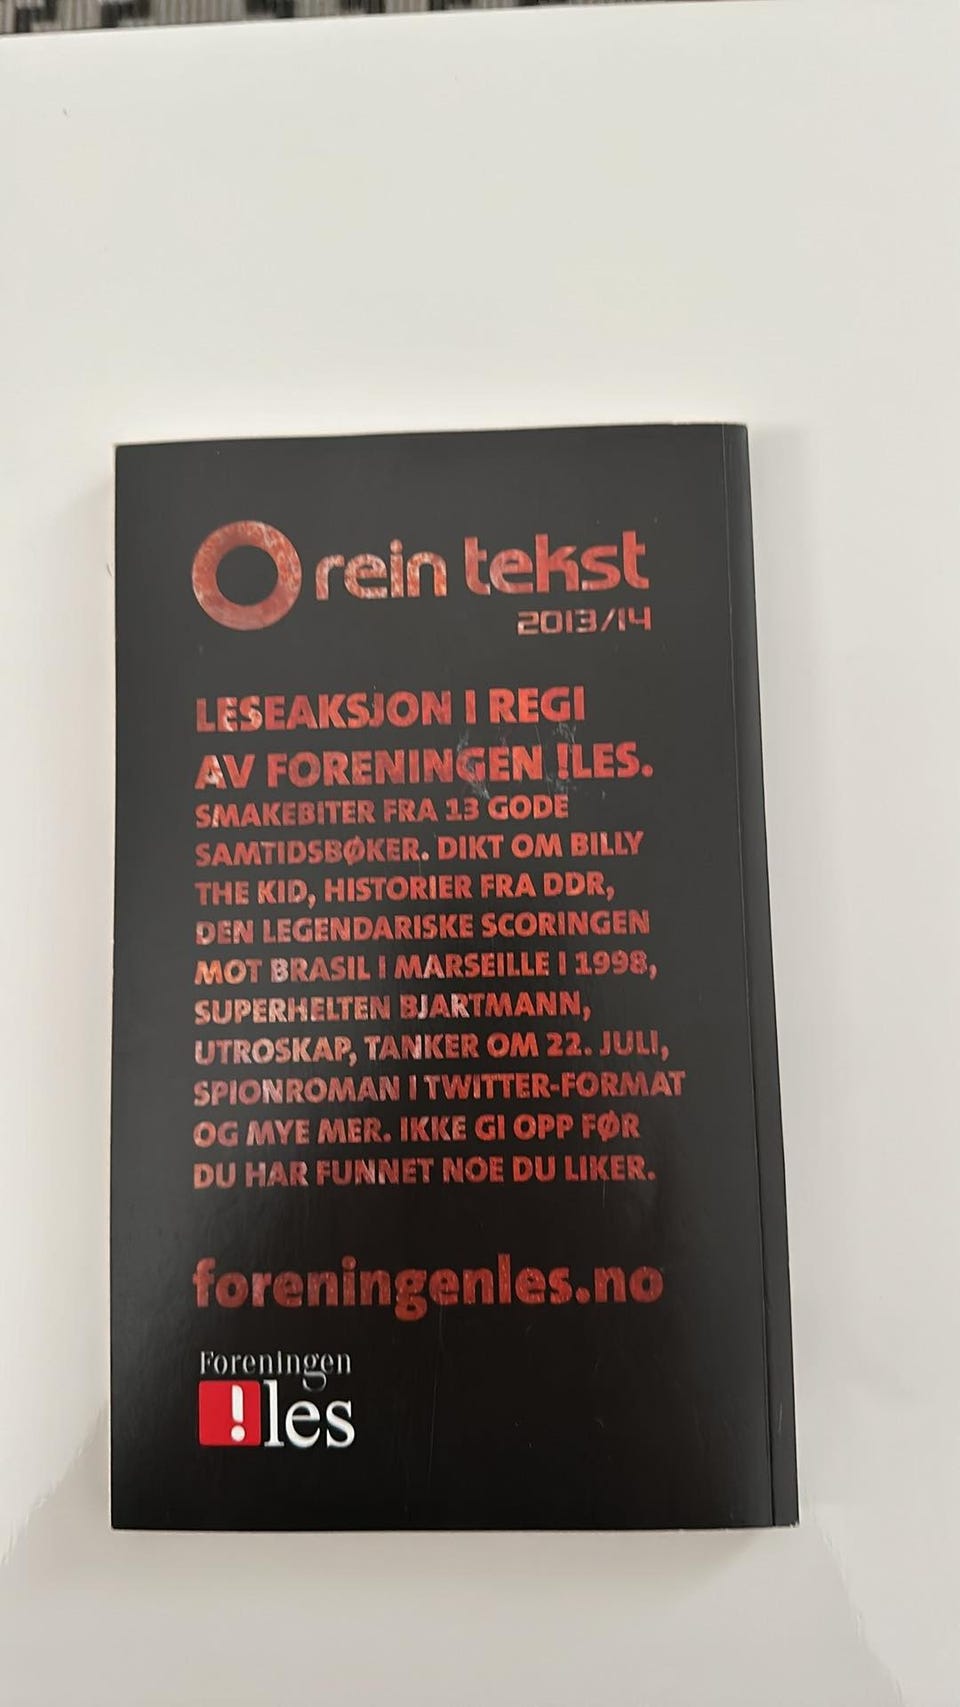 rein tekst
2013/14
LESEAKSJON I REGI
AV FORENINGEN !LES.
SMAKEBITER FRA 13 GODE
SAMTIDSBØKER. DIKT OM BILLY
THE KID, HISTORIER FRA DDR,
DEN LEGENDARISKE SCORINGEN
MOT BRASIL I MARSEILLE I 1998,
SUPERHELTEN BJARTMANN,
UTROSKAP, TANKER OM 22. JULI,
SPIONROMAN I TWITTER-FORMAT
OG MYE MER. IKKE GI OPP FØR
DU HAR FUNNET NOE DU LIKER.
foreningenles.no
Foreningen
!les